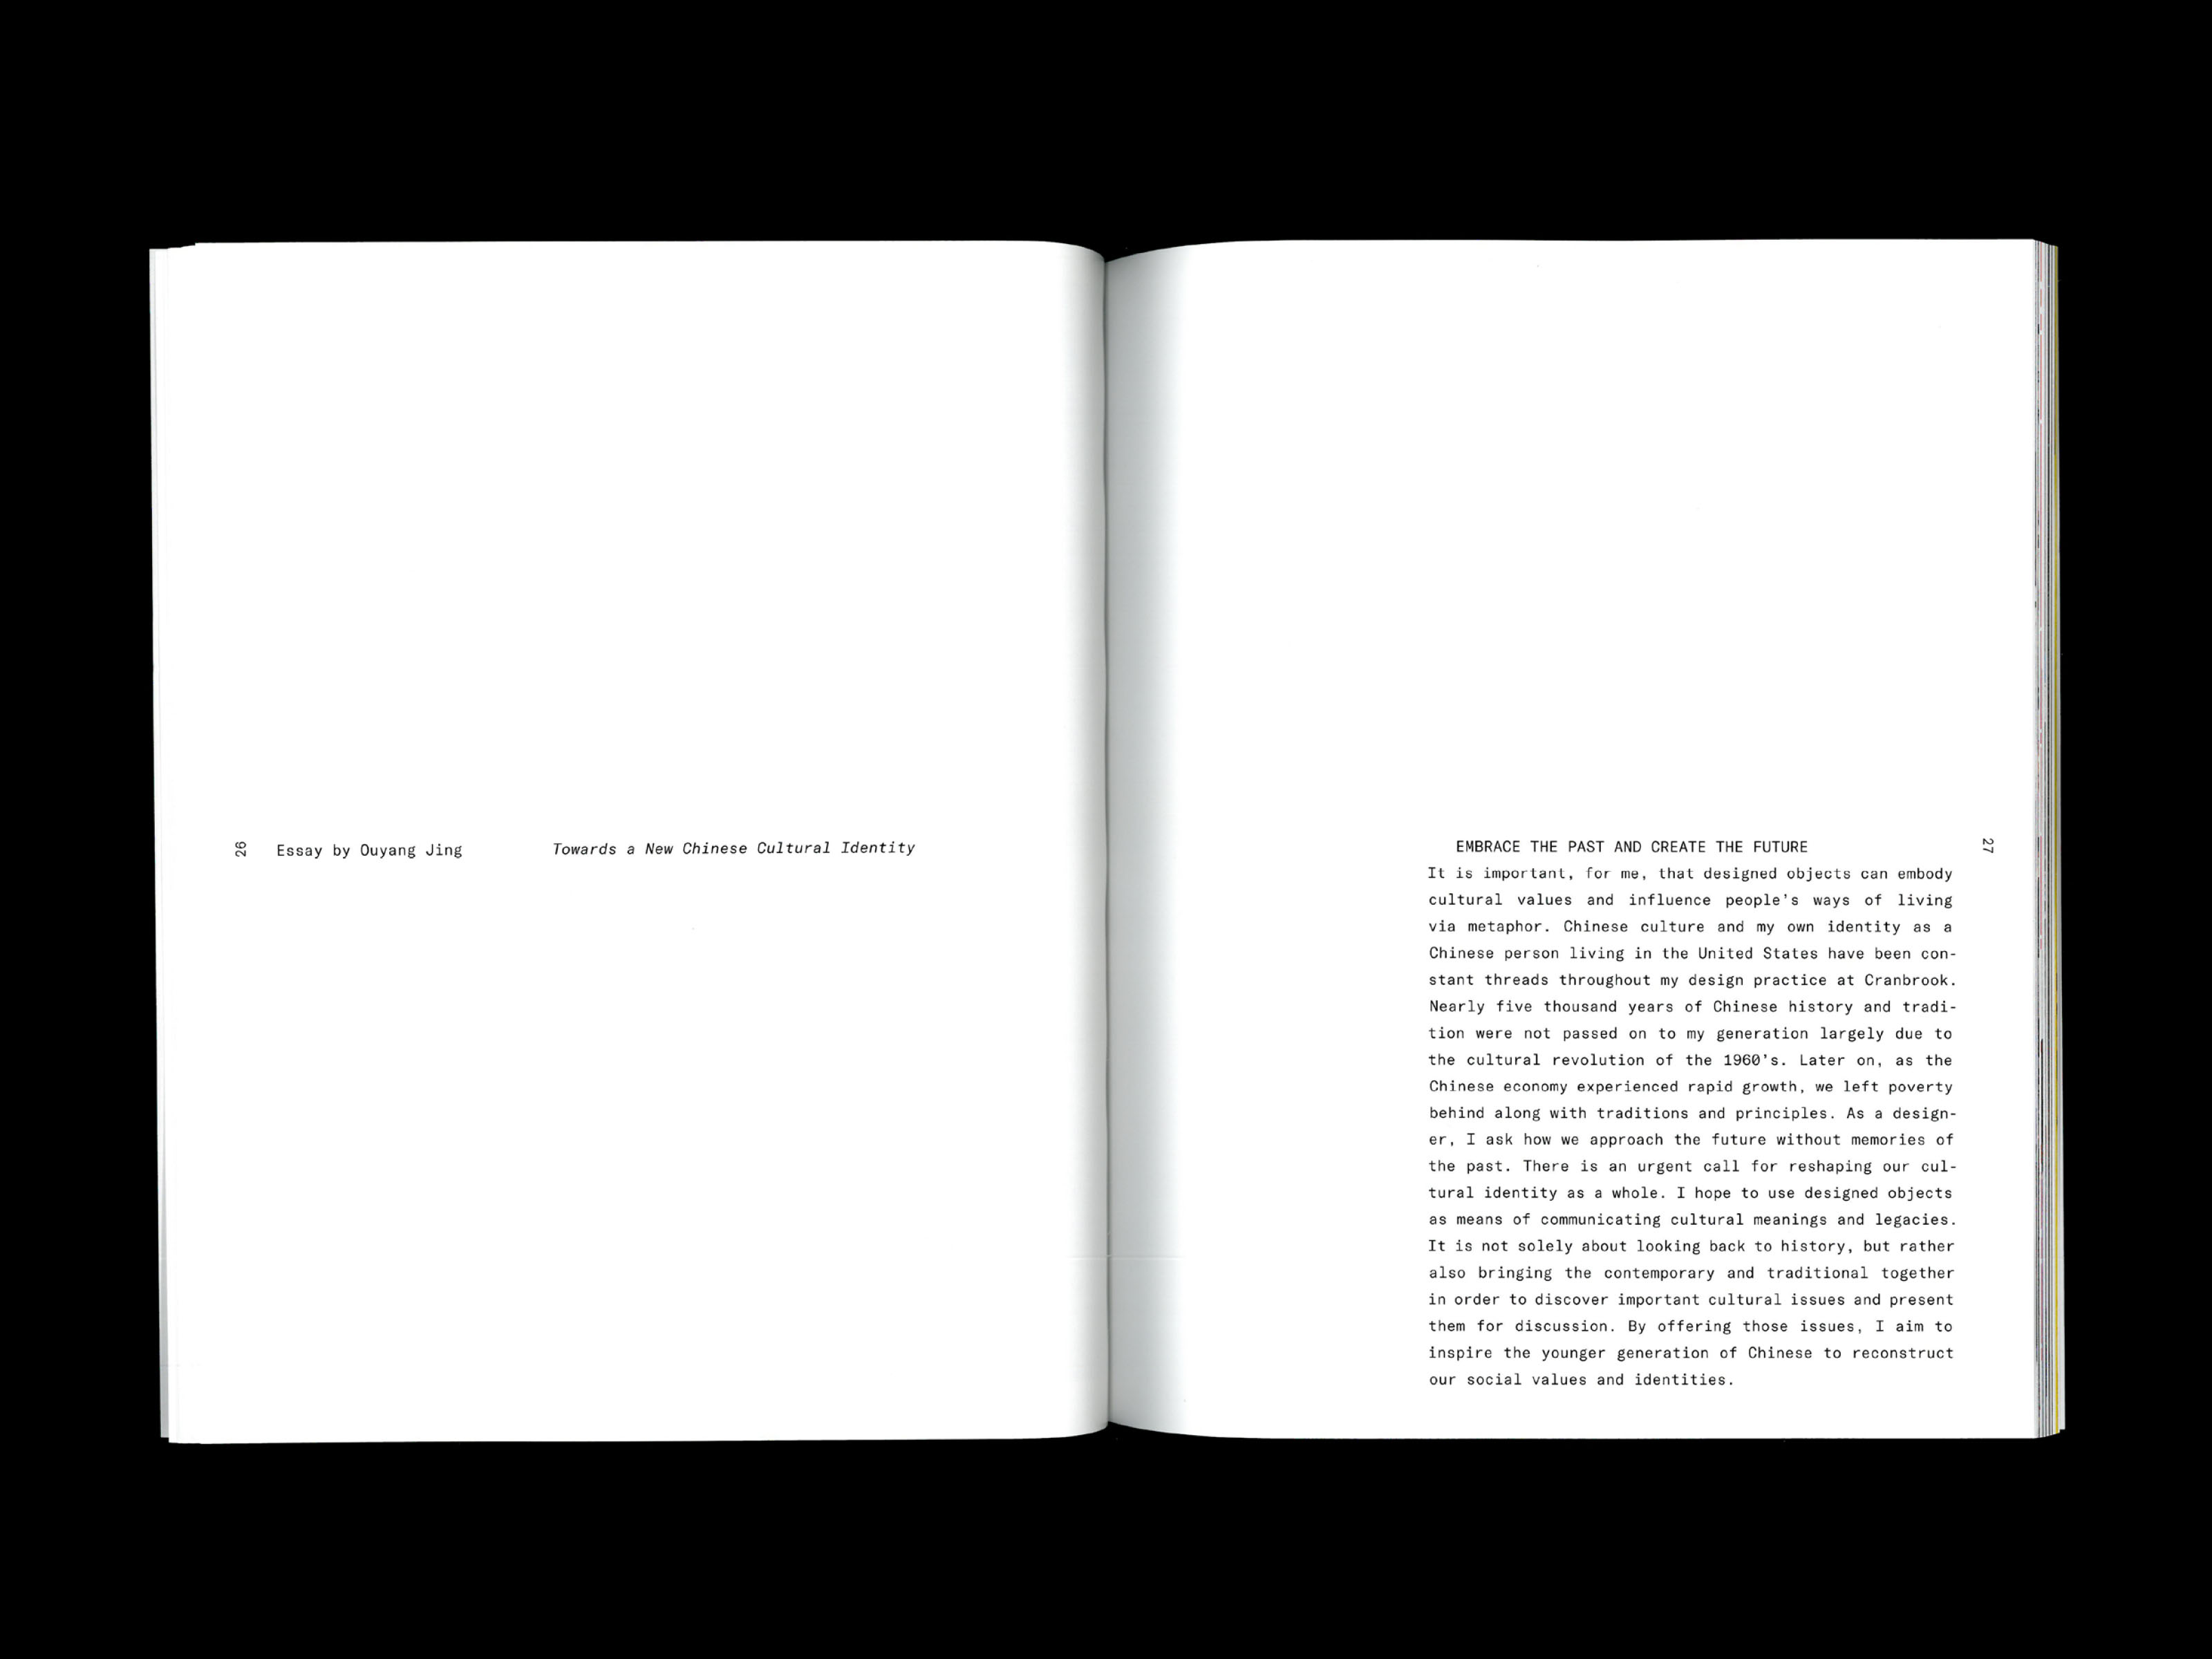 26
Essay by Ouyang Jing
Towards a New Chinese Cultural Identity
EMBRACE THE PAST AND CREATE THE FUTURE
27
It is important, for me, that designed objects can embody
cultural values and influence people's ways of living
via metaphor. Chinese culture and my own identity as a
Chinese person living in the United States have been con-
stant threads throughout my design practice at Cranbrook.
Nearly five thousand years of Chinese history and tradi-
tion were not passed on to my generation largely due to
the cultural revolution of the 1960's. Later on, as the
Chinese economy experienced rapid growth, we left poverty
behind along with traditions and principles. As a design-
er, I ask how we approach the future without memories of
the past. There is an urgent call for reshaping our cul-
tural identity as a whole. I hope to use designed objects
as means of communicating cultural meanings and legacies.
It is not solely about looking back to history, but rather
also bringing the contemporary and traditional together
in order to discover important cultural issues and present
them for discussion. By offering those issues, I aim to
inspire the younger generation of Chinese to reconstruct
our social values and identities.